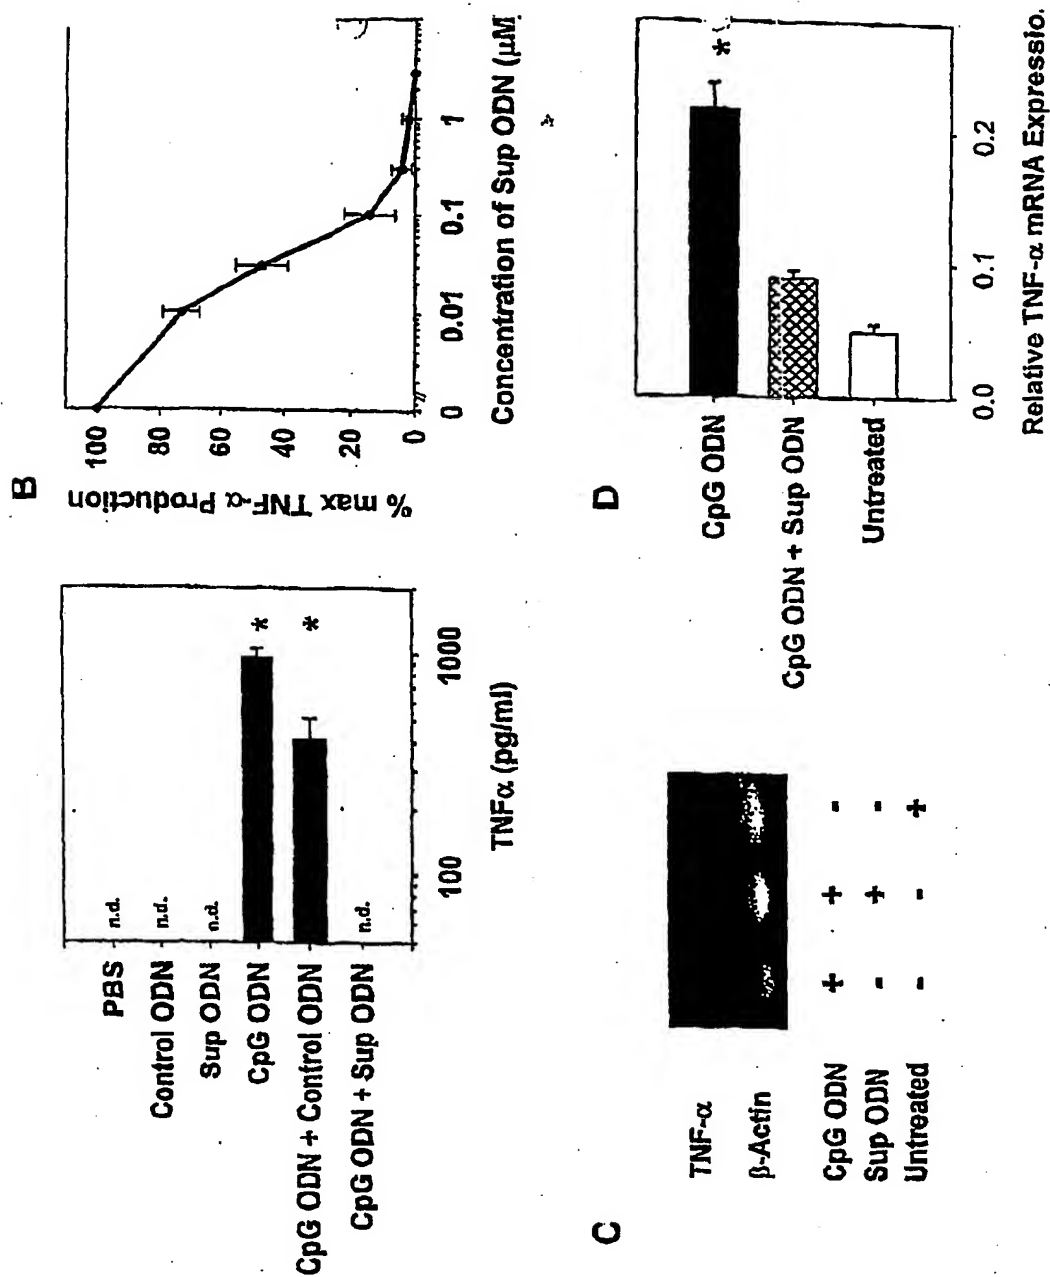 PBS n.d.
Control ODN n.d.
Sup ODN n.d.
CpG ODN *
CpG ODN + Control ODN *
CpG ODN + Sup ODN n.d.
100 1000
TNFα (pg/ml)
B
% max TNF-α Production
100
80
60
40
20
0
0 0.01 0.1 1
Concentration of Sup ODN (μM
C
TNF-α
β-Actin
CpG ODN + + -
Sup ODN - + -
Untreated - - +
D
CpG ODN *
CpG ODN + Sup ODN
Untreated
0.0 0.1 0.2
Relative TNF-α mRNA Expressio.